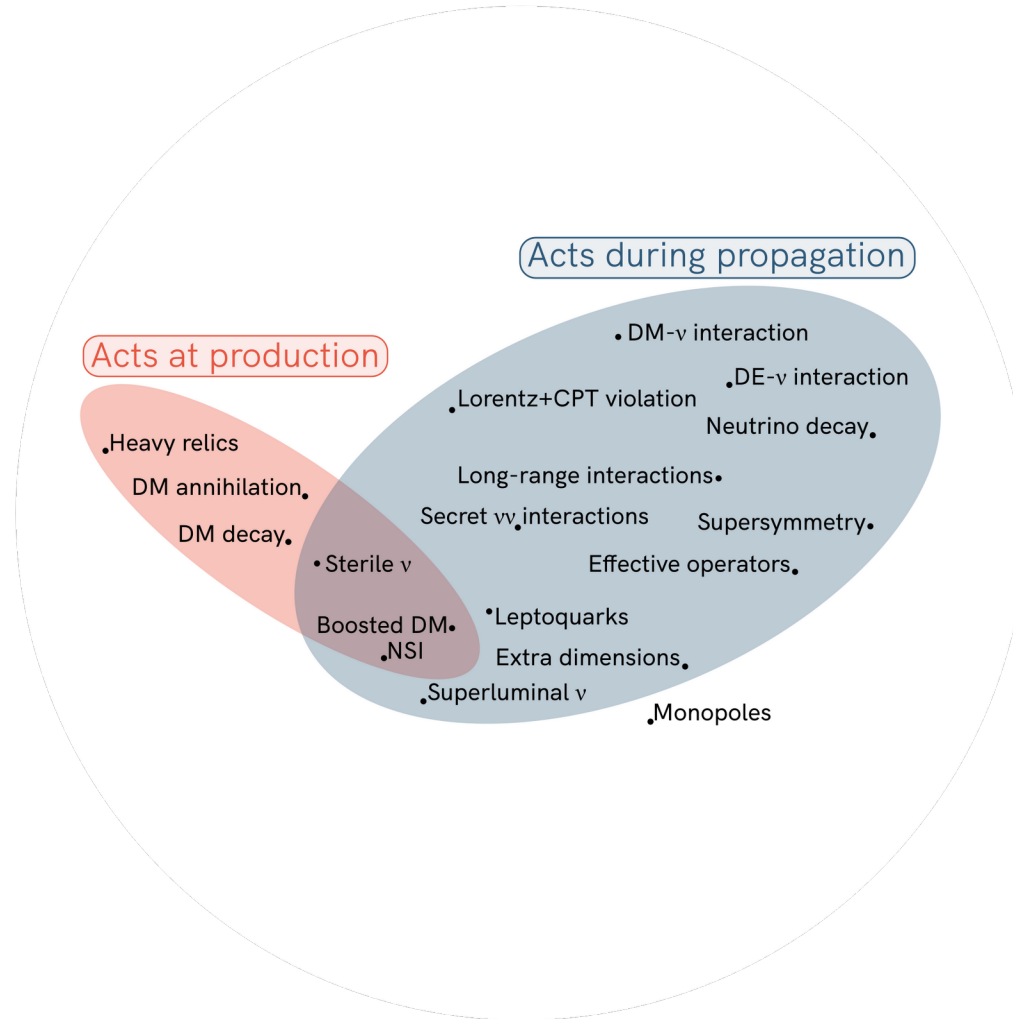 Acts during propagation
DM-ν interaction
Acts at production
DE-ν interaction
Lorentz+CPT violation
Neutrino decay
Heavy relics
Long-range interactions
DM annihilation
Secret νν interactions
Supersymmetry
DM decay
Sterile ν
Effective operators
Leptoquarks
Boosted DM
NSI
Extra dimensions
Superluminal ν
Monopoles